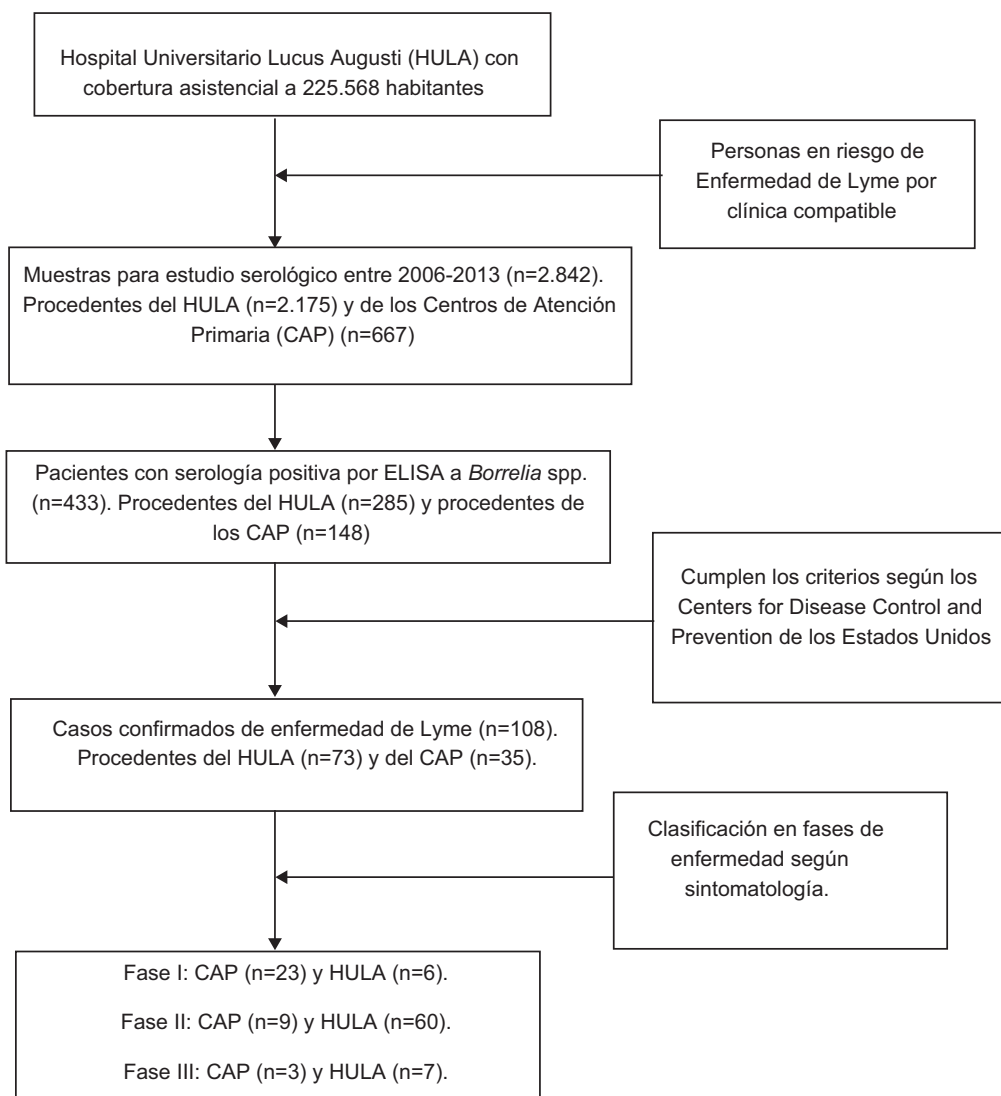 Hospital Universitario Lucus Augusti (HULA) con
cobertura asistencial a 225.568 habitantes
Personas en riesgo de
Enfermedad de Lyme por
clínica compatible
Muestras para estudio serológico entre 2006-2013 (n=2.842).
Procedentes del HULA (n=2.175) y de los Centros de Atención
Primaria (CAP) (n=667)
Pacientes con serología positiva por ELISA a Borrelia spp.
(n=433). Procedentes del HULA (n=285) y procedentes de
los CAP (n=148)
Cumplen los criterios según los
Centers for Disease Control and
Prevention de los Estados Unidos
Casos confirmados de enfermedad de Lyme (n=108).
Procedentes del HULA (n=73) y del CAP (n=35).
Clasificación en fases de
enfermedad según
sintomatología.
Fase I: CAP (n=23) y HULA (n=6).
Fase II: CAP (n=9) y HULA (n=60).
Fase III: CAP (n=3) y HULA (n=7).